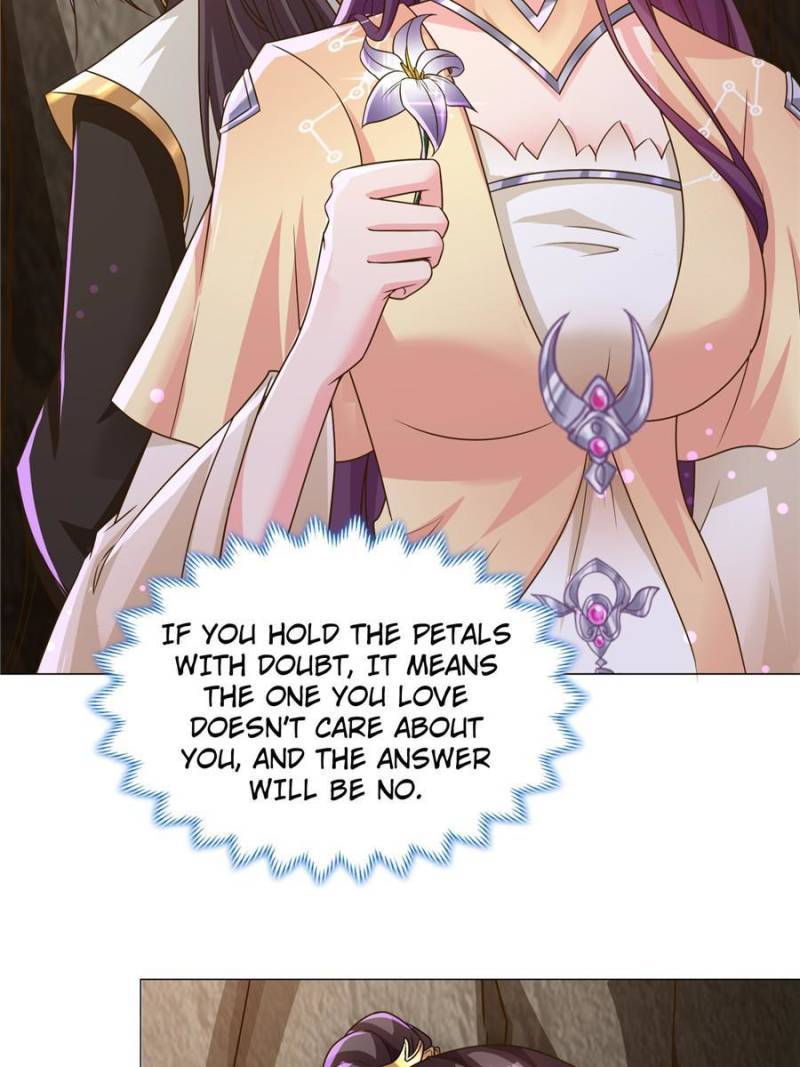 IF YOU HOLD THE PETALS
WITH DOUBT, IT MEANS
THE ONE YOU LOVE
DOESN'T CARE ABOUT
YOU, AND THE ANSWER
WILL BE NO.